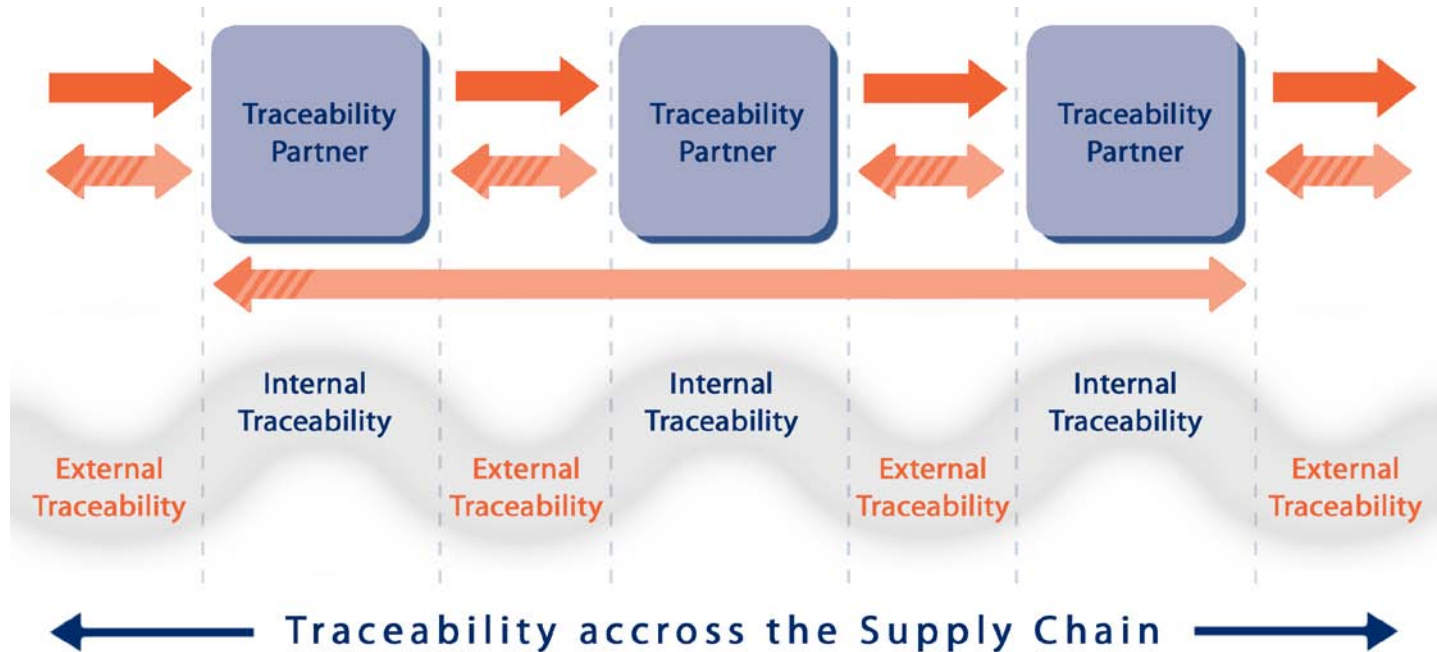 Traceability
Partner
Traceability
Partner
Traceability
Partner
Internal
Traceability
Internal
Traceability
Internal
Traceability
External
Traceability
External
Traceability
External
Traceability
External
Traceability
Traceability accross the Supply Chain